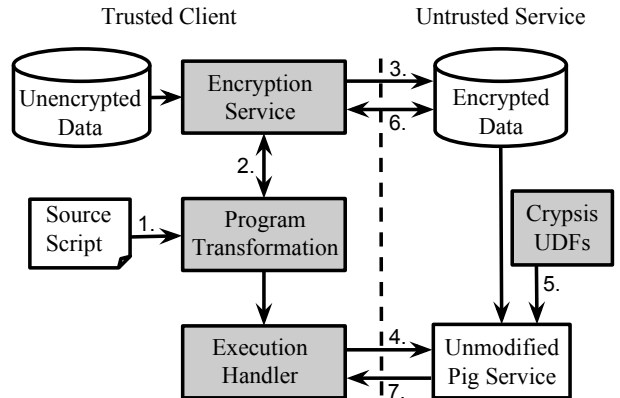 Trusted Client
Untrusted Service
Unencrypted
Data
Encryption
Service
3.
6.
Encrypted
Data
2.
Source
Script
1.
Program
Transformation
Crypsis
UDFs
5.
Execution
Handler
4.
7.
Unmodified
Pig Service